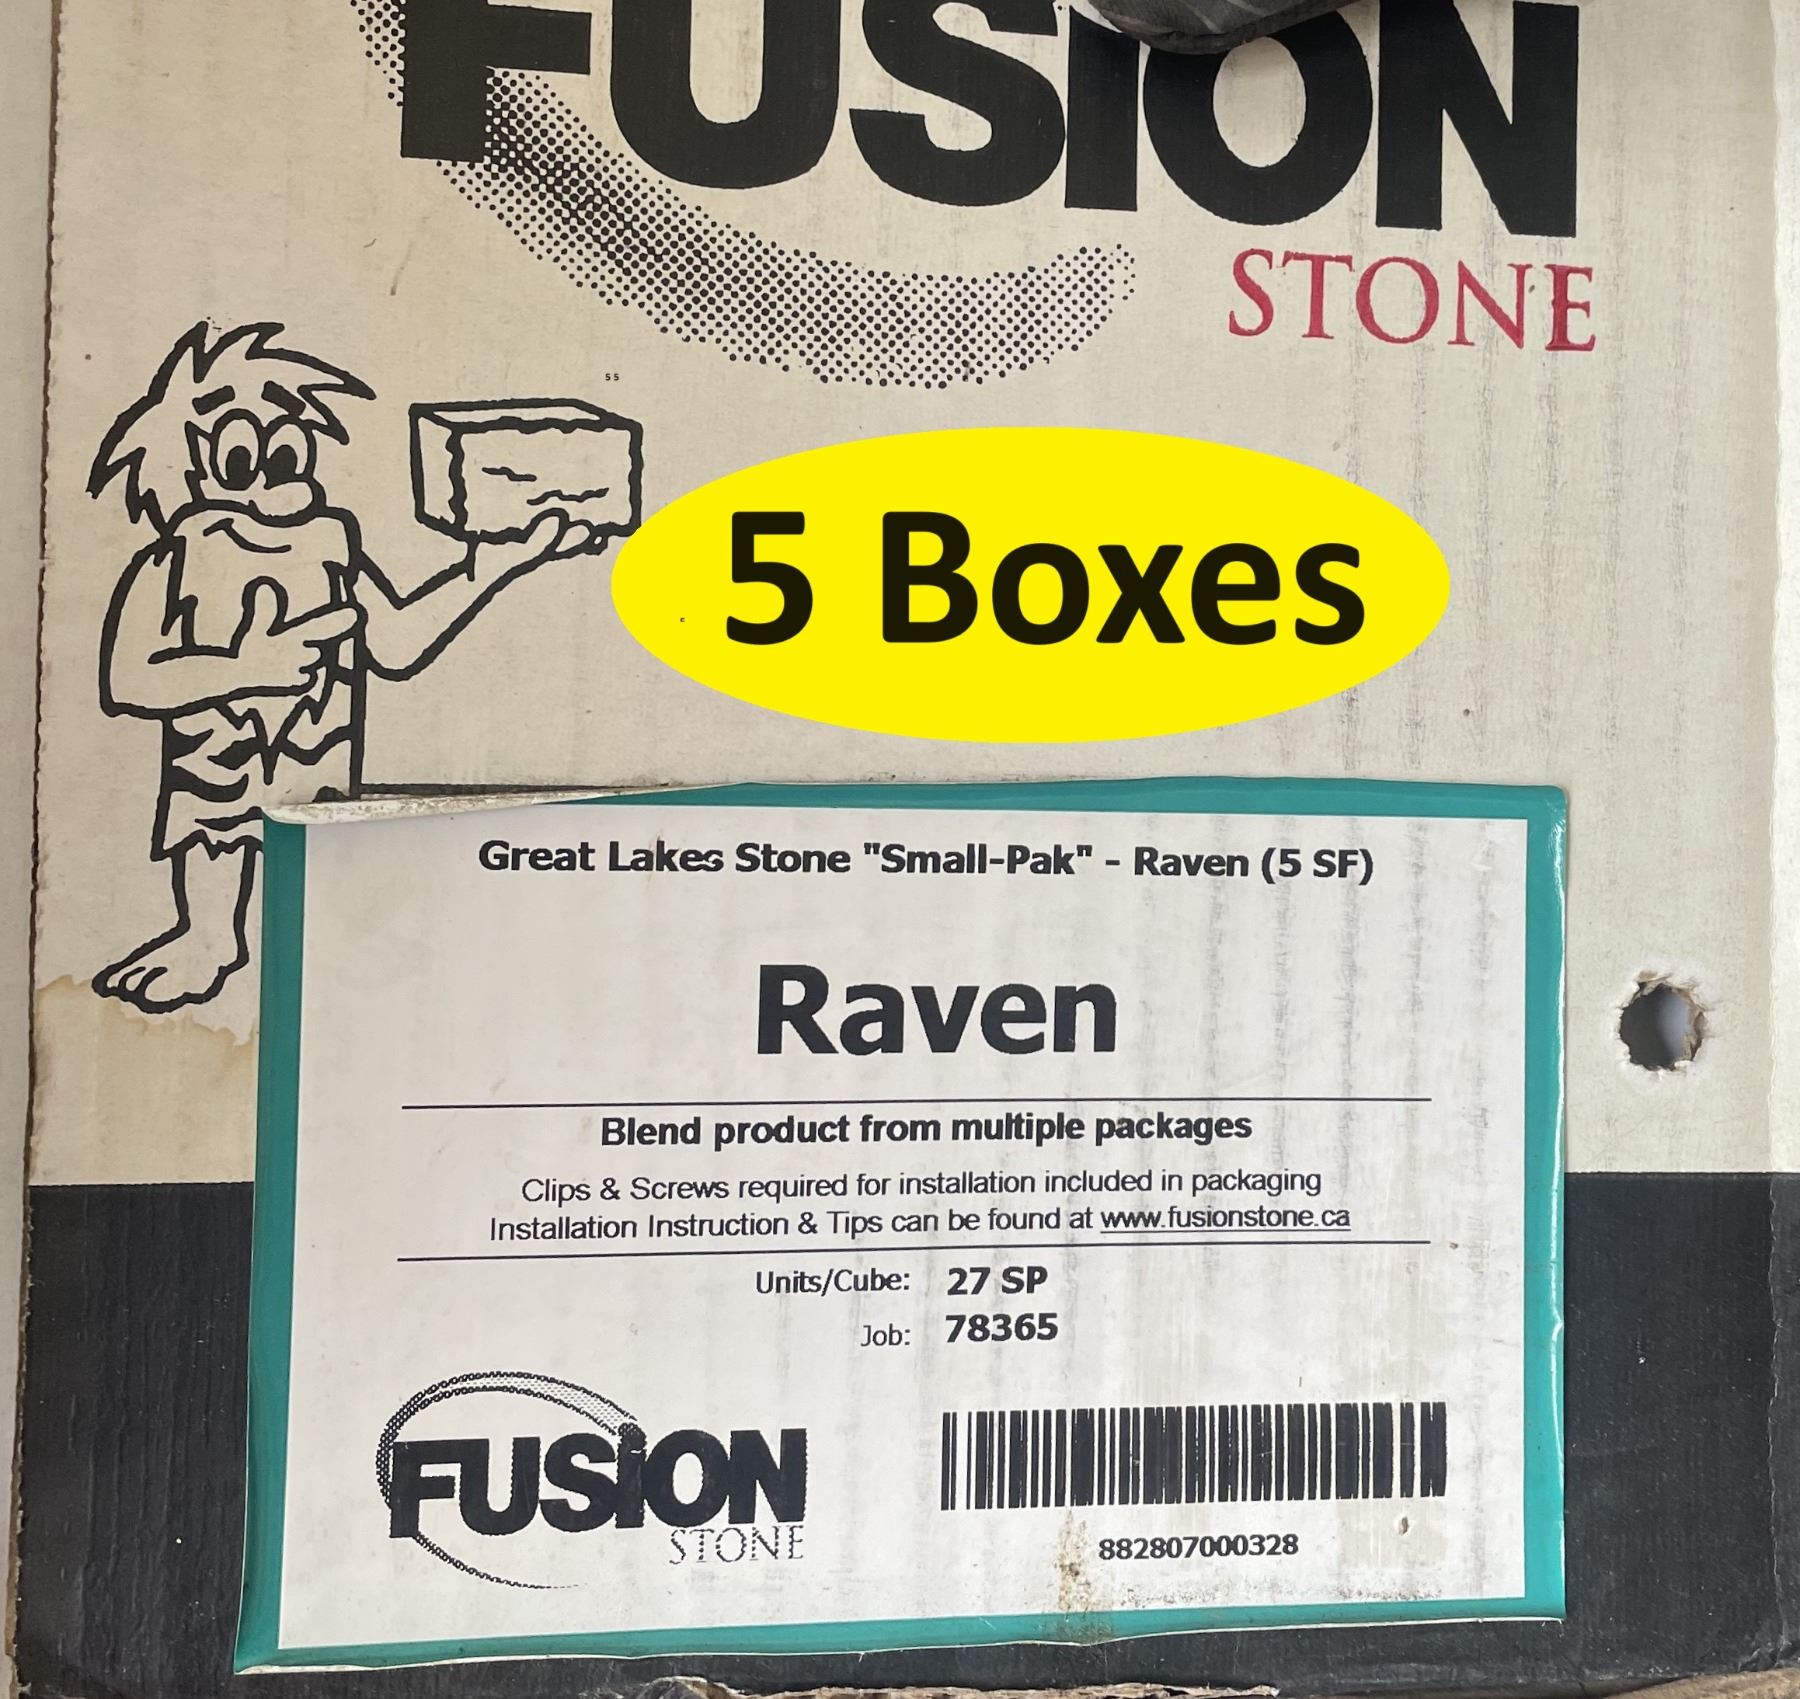 FUSION
STONE
55
5 Boxes
Great Lakes Stone "Small-Pak" - Raven (5 SF)
Raven
Blend product from multiple packages
Clips & Screws required for installation included in packaging
Installation Instruction & Tips can be found at www.fusionstone.ca
Units/Cube: 27 SP
Job: 78365
FUSION
STONE
882807000328